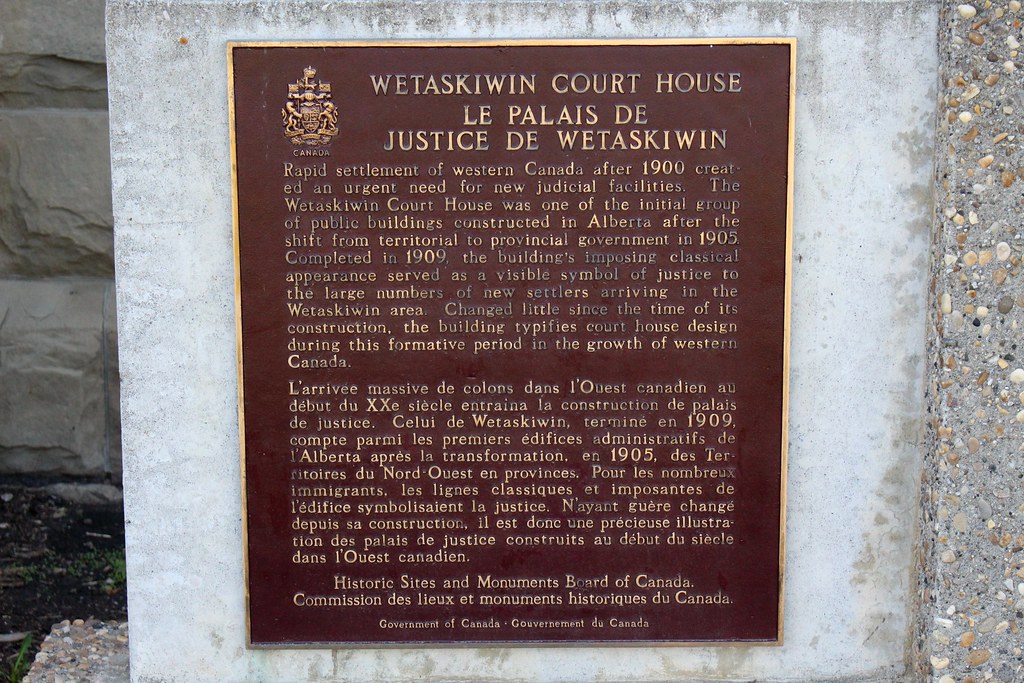 CANADA
WETASKIWIN COURT HOUSE
LE PALAIS DE
JUSTICE DE WETASKIWIN
Rapid settlement of western Canada after 1900 creat-
ed an urgent need for new judicial facilities. The
Wetaskiwin Court House was one of the initial group
of public buildings constructed in Alberta after the
shift from territorial to provincial government in 1905.
Completed in 1909, the building's imposing classical
appearance served as a visible symbol of justice to
the large numbers of new settlers arriving in the
Wetaskiwin area. Changed little since the time of its
construction, the building typifies court house design
during this formative period in the growth of western
Canada.
L'arrivée massive de colons dans l'Ouest canadien au
début du XXe siècle entraina la construction de palais
de justice. Celui de Wetaskiwin, terminé en 1909,
compte parmi les premiers édifices administratifs de
l'Alberta après la transformation, en 1905, des Ter-
ritoires du Nord-Ouest en provinces. Pour les nombreux
immigrants, les lignes classiques et imposantes de
l'édifice symbolisaient la justice. N'ayant guère changé
depuis sa construction, il est donc une précieuse illustra-
tion des palais de justice construits au début du siècle
dans l'Ouest canadien.
Historic Sites and Monuments Board of Canada.
Commission des lieux et monuments historiques du Canada.
Government of Canada · Gouvernement du Canada